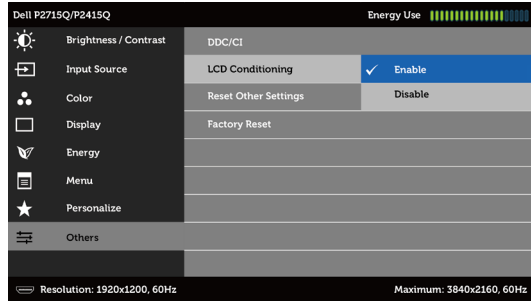 Dell P2715Q/P2415Q
Energy Use
Brightness / Contrast
DDC/CI
Input Source
LCD Conditioning
Enable
Color
Reset Other Settings
Disable
Display
Factory Reset
Energy
Menu
Personalize
Others
Resolution: 1920x1200, 60Hz
Maximum: 3840x2160, 60Hz